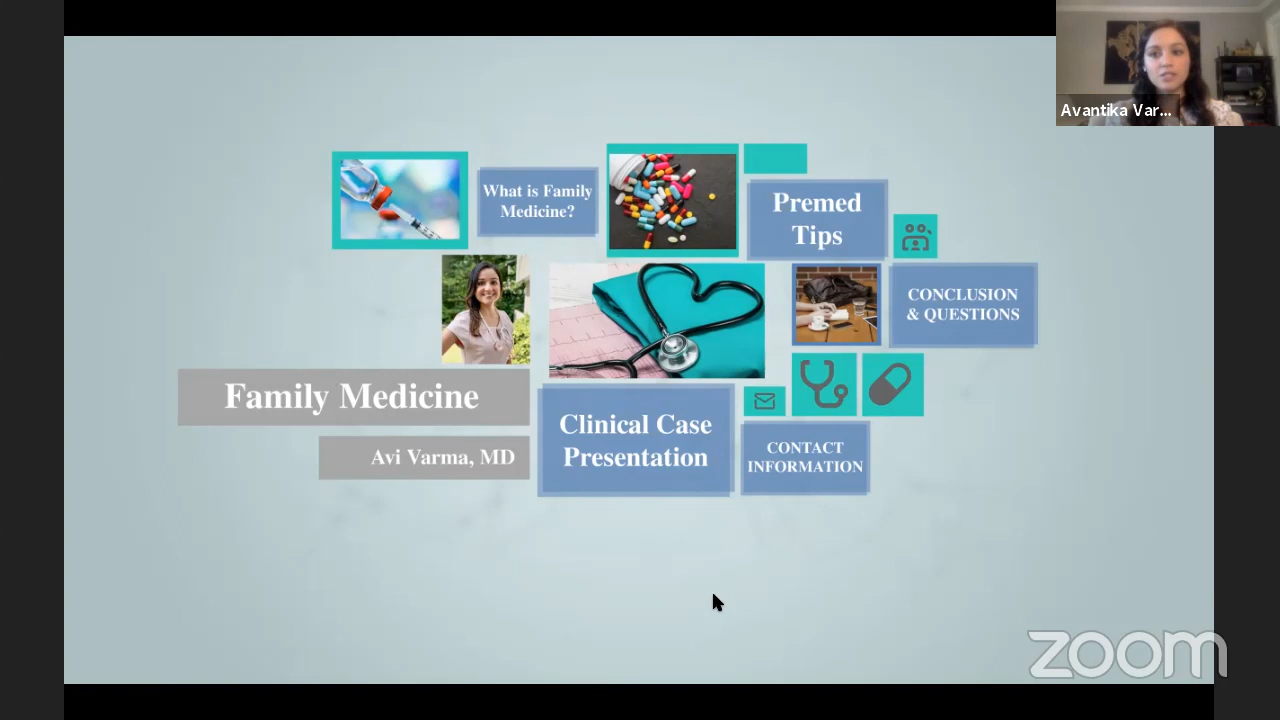 Avantika Var...
What is Family
Medicine?
Premed
Tips
CONCLUSION
& QUESTIONS
Family Medicine
Avi Varma, MD
Clinical Case
Presentation
CONTACT
INFORMATION
zoom